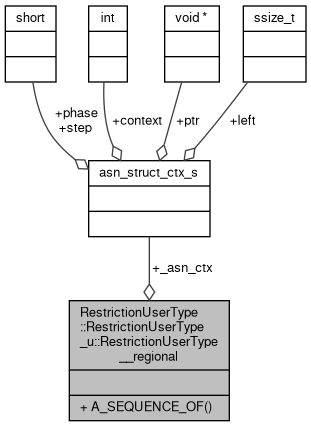 short
int
void *
ssize_t
+phase
+step
+context
+ptr
+left
asn_struct_ctx_s
+_asn_ctx
RestrictionUserType
::RestrictionUserType
_u::RestrictionUserType
__regional
+ A_SEQUENCE_OF()